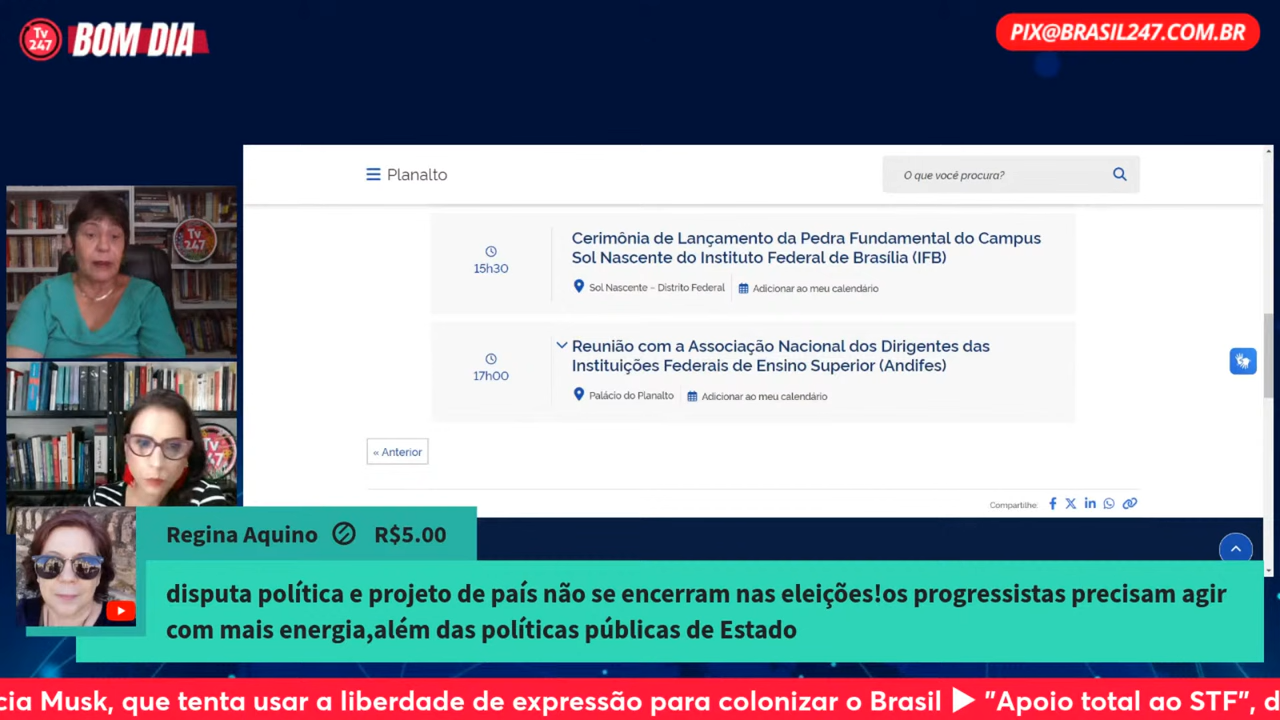 Tv 247 BOM DIA
PIX@BRASIL247.COM.BR
Planalto
O que você procura?
15h30
Cerimônia de Lançamento da Pedra Fundamental do Campus
Sol Nascente do Instituto Federal de Brasília (IFB)
Sol Nascente – Distrito Federal
Adicionar ao meu calendário
17h00
Reunião com a Associação Nacional dos Dirigentes das
Instituições Federais de Ensino Superior (Andifes)
Palácio do Planalto
Adicionar ao meu calendário
« Anterior
Compartilhe:
Tv 247
Regina Aquino R$5.00
disputa política e projeto de país não se encerram nas eleições!os progressistas precisam agir
com mais energia,além das políticas públicas de Estado
cia Musk, que tenta usar a liberdade de expressão para colonizar o Brasil ▶ "Apoio total ao STF", d